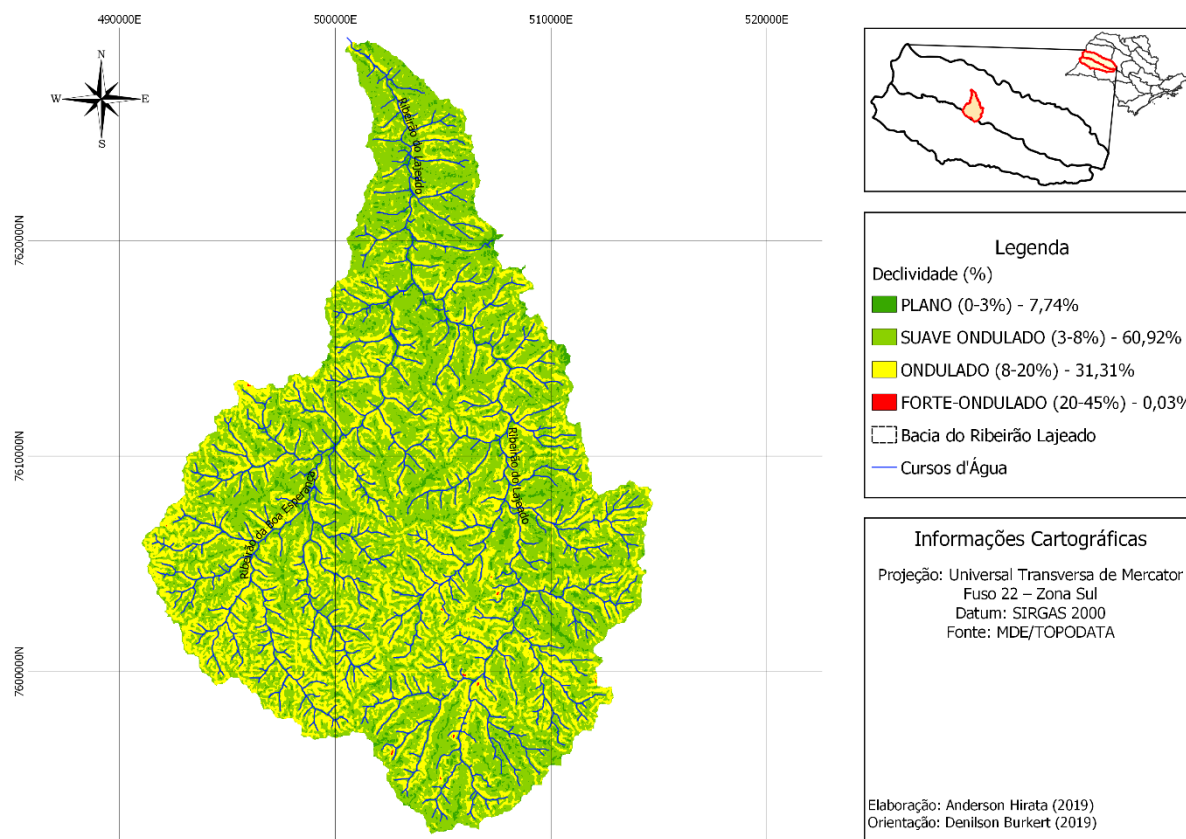 490000E
500000E
510000E
520000E
N
W
E
S
7620000N
7610000N
7600000N
Ribeirão do Lajeado
Ribeirão do Lajeado
Ribeirão da Boa Esperança
Legenda
Declividade (%)
PLANO (0-3%) - 7,74%
SUAVE ONDULADO (3-8%) - 60,92%
ONDULADO (8-20%) - 31,31%
FORTE-ONDULADO (20-45%) - 0,03%
Bacia do Ribeirão Lajeado
Cursos d'Água
Informações Cartográficas
Projeção: Universal Transversa de Mercator
Fuso 22 – Zona Sul
Datum: SIRGAS 2000
Fonte: MDE/TOPODATA
Elaboração: Anderson Hirata (2019)
Orientação: Denilson Burkert (2019)